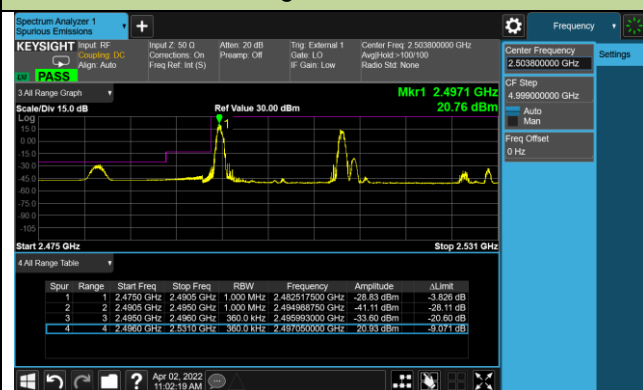 Spectrum Analyzer 1
Spurious Emissions
Frequency
KEYSIGHT
Input: RF
Coupling: DC
Align: Auto
Input Z: 50 Ω
Corrections: On
Freq Ref: Int (S)
Atten: 20 dB
Preamp: Off
Trig: External 1
Gate: LO
IF Gain: Low
Center Freq: 2.503800000 GHz
Avg|Hold:>100/100
Radio Std: None
PASS
Center Frequency
2.503800000 GHz
Settings
CF Step
4.999000000 GHz
Auto
Man
Freq Offset
0 Hz
3 All Range Graph
Mkr1 2.4971 GHz
Scale/Div 15.0 dB
Ref Value 30.00 dBm
20.76 dBm
Log
1
15.0
0.00
-15.0
-30.0
-45.0
-60.0
-75.0
-90.0
-105
Start 2.475 GHz
Stop 2.531 GHz
4 All Range Table
Spur Range Start Freq Stop Freq RBW Frequency Amplitude ΔLimit
1 1 2.4750 GHz 2.4905 GHz 1.000 MHz 2.482517500 GHz -28.83 dBm -3.826 dB
2 2 2.4905 GHz 2.4950 GHz 1.000 MHz 2.494988750 GHz -41.11 dBm -28.11 dB
3 3 2.4950 GHz 2.4960 GHz 360.0 kHz 2.495993000 GHz -33.60 dBm -20.60 dB
4 4 2.4960 GHz 2.5310 GHz 360.0 kHz 2.497050000 GHz 20.93 dBm -9.071 dB
?
Apr 02, 2022
11:02:19 AM